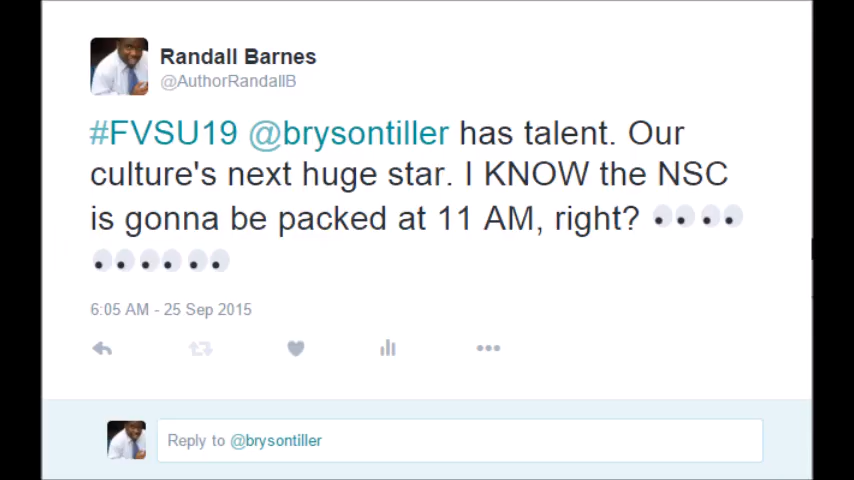 Randall Barnes
@AuthorRandallB
#FVSU19 @brysontiller has talent. Our
culture's next huge star. I KNOW the NSC
is gonna be packed at 11 AM, right? 👀👀
👀👀👀
6:05 AM - 25 Sep 2015
Reply to @brysontiller